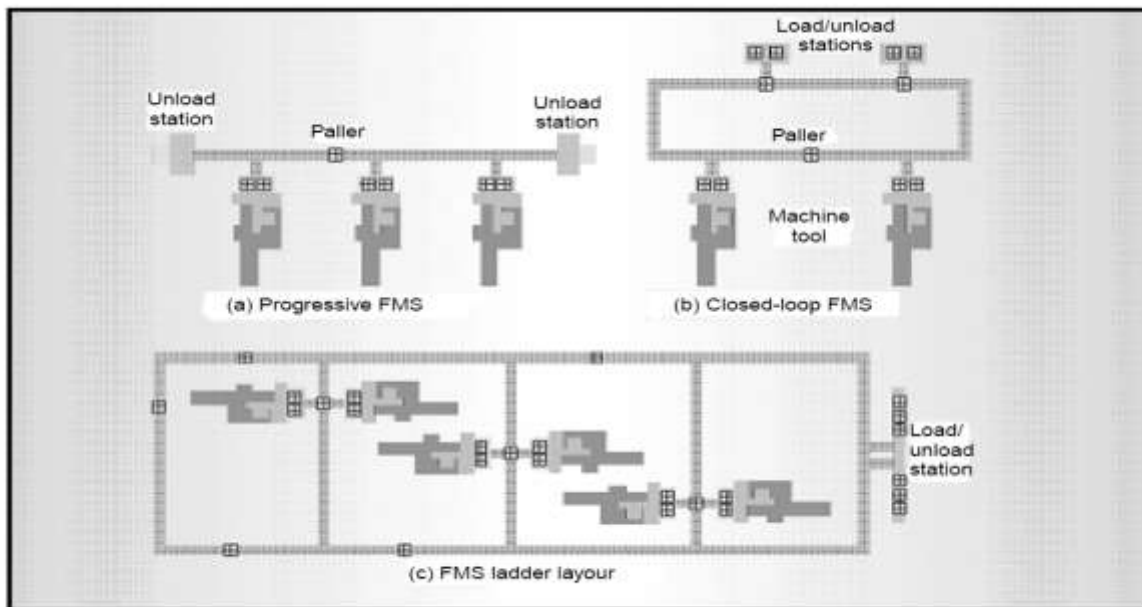 Load/unload
stations
Unload
station
Unload
station
Paller
Paller
Machine
tool
(a) Progressive FMS
(b) Closed-loop FMS
Load/
unload
station
(c) FMS ladder layour